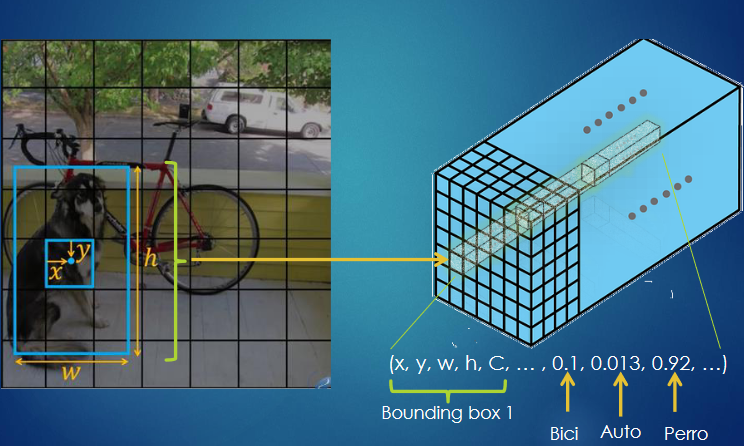 x
y
h
w
(x, y, w, h, C, ... , 0.1, 0.013, 0.92, ...)
Bounding box 1
Bici Auto Perro